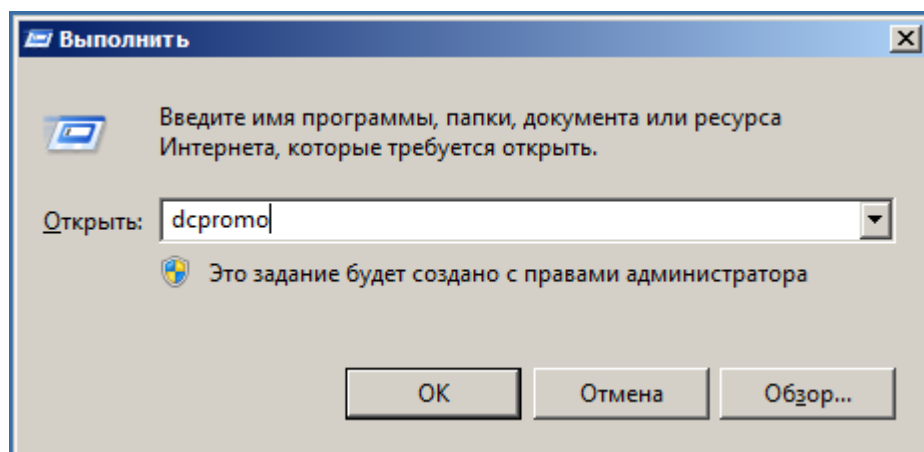 Выполнить
Введите имя программы, папки, документа или ресурса
Интернета, которые требуется открыть.
Открыть: dcpromo
Это задание будет создано с правами администратора
ОК Отмена Обзор...